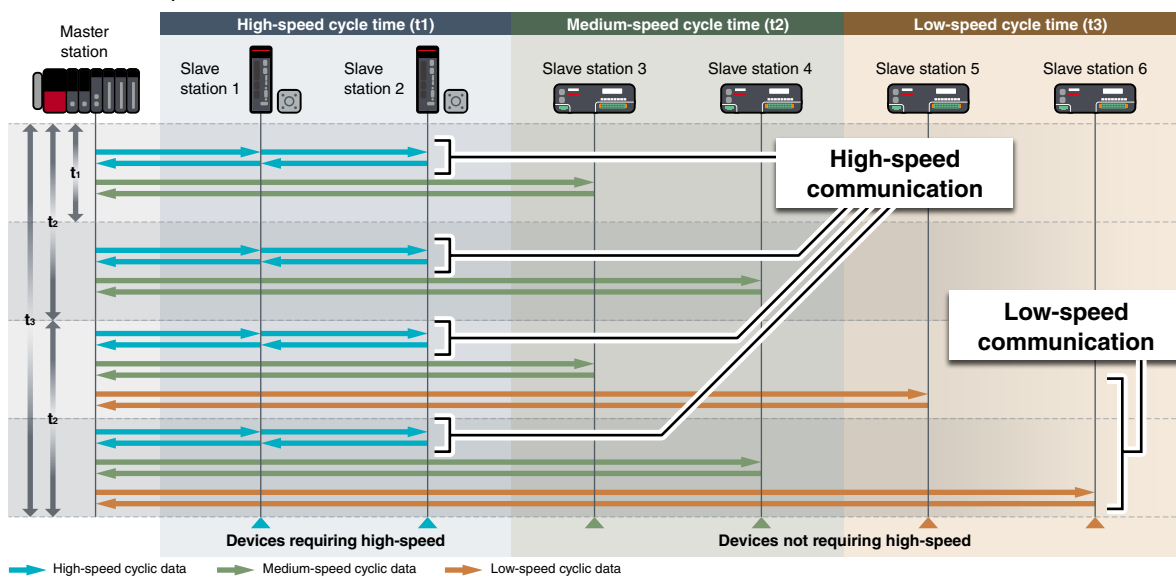 High-speed cycle time (t1)
Medium-speed cycle time (t2)
Low-speed cycle time (t3)
Master
station
Slave
station 1
Slave
station 2
Slave station 3
Slave station 4
Slave station 5
Slave station 6
t1
t2
t3
t2
High-speed
communication
Low-speed
communication
Devices requiring high-speed
Devices not requiring high-speed
High-speed cyclic data
Medium-speed cyclic data
Low-speed cyclic data